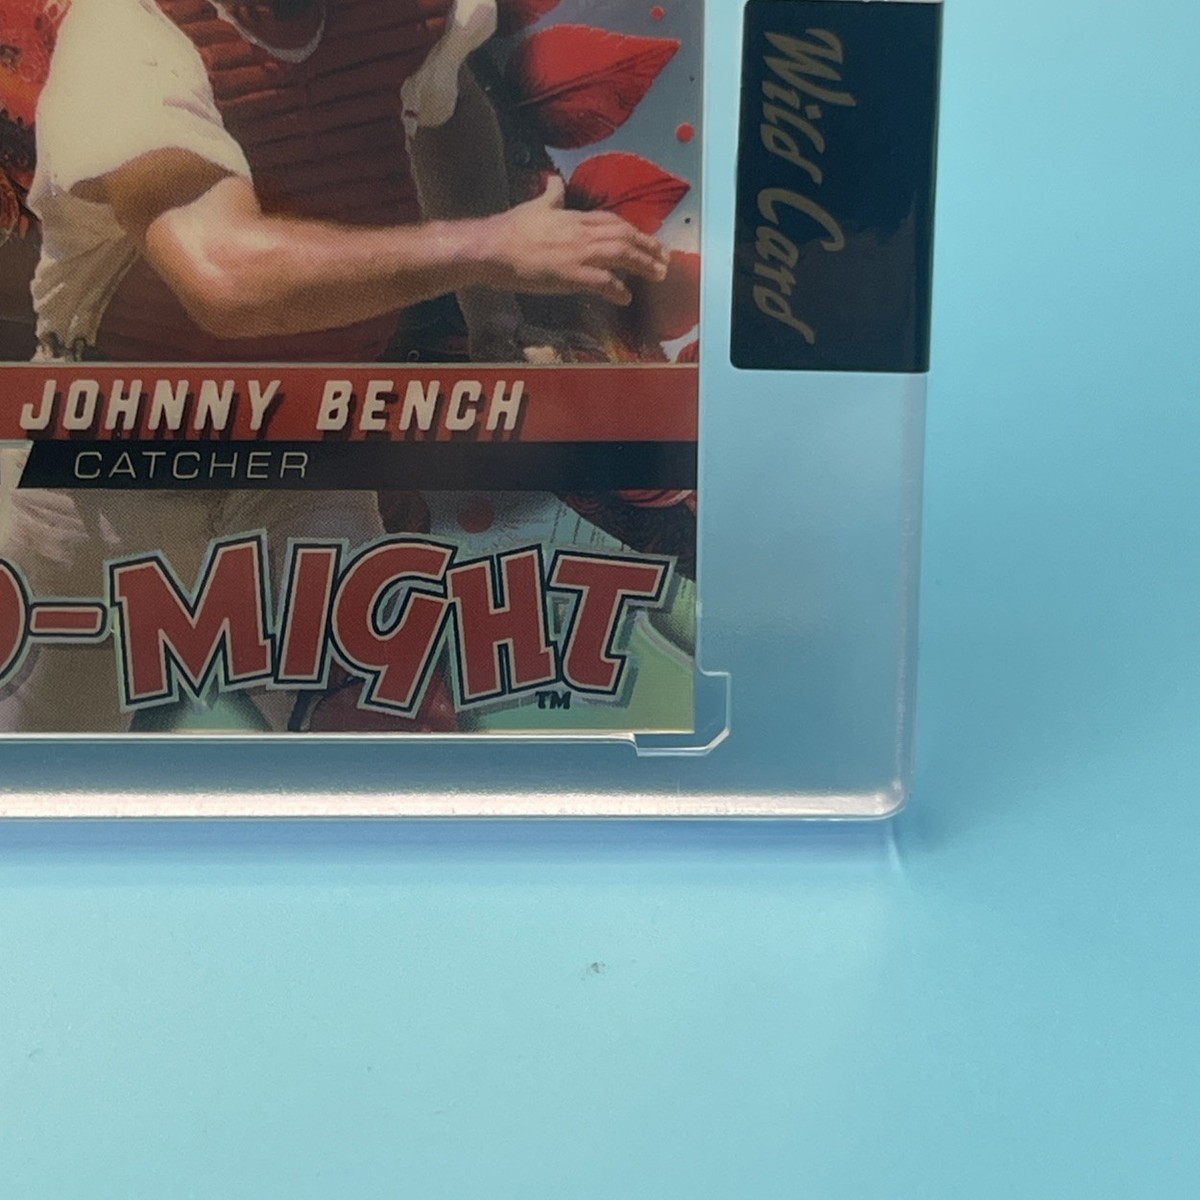 Wild Card
JOHNNY BENCH
CATCHER
-MIGHT
TM